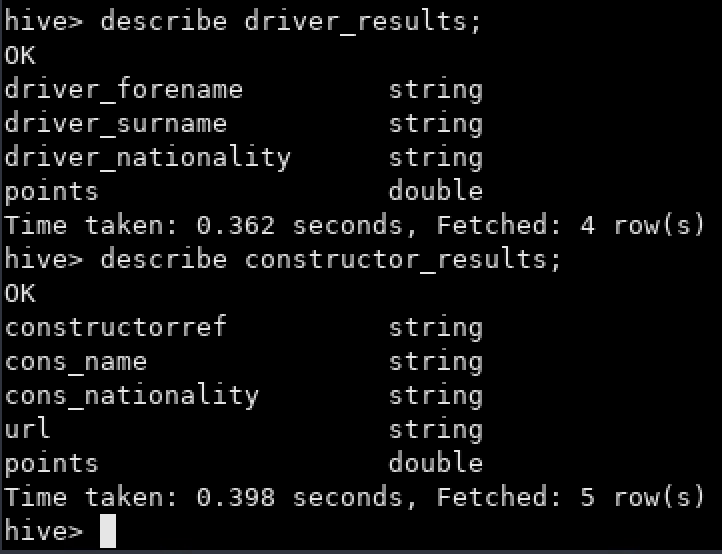 hive> describe driver_results;
OK
driver_forename         string
driver_surname          string
driver_nationality      string
points                  double
Time taken: 0.362 seconds, Fetched: 4 row(s)
hive> describe constructor_results;
OK
constructorref          string
cons_name               string
cons_nationality        string
url                     string
points                  double
Time taken: 0.398 seconds, Fetched: 5 row(s)
hive>